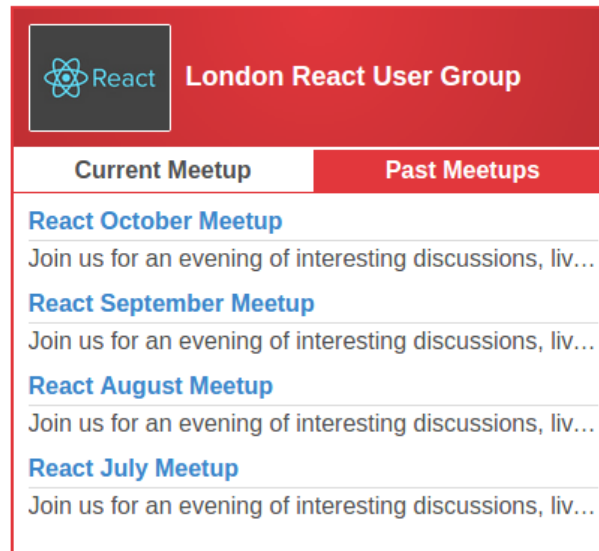 React
London React User Group
Current Meetup
Past Meetups
React October Meetup
Join us for an evening of interesting discussions, liv…
React September Meetup
Join us for an evening of interesting discussions, liv…
React August Meetup
Join us for an evening of interesting discussions, liv…
React July Meetup
Join us for an evening of interesting discussions, liv…